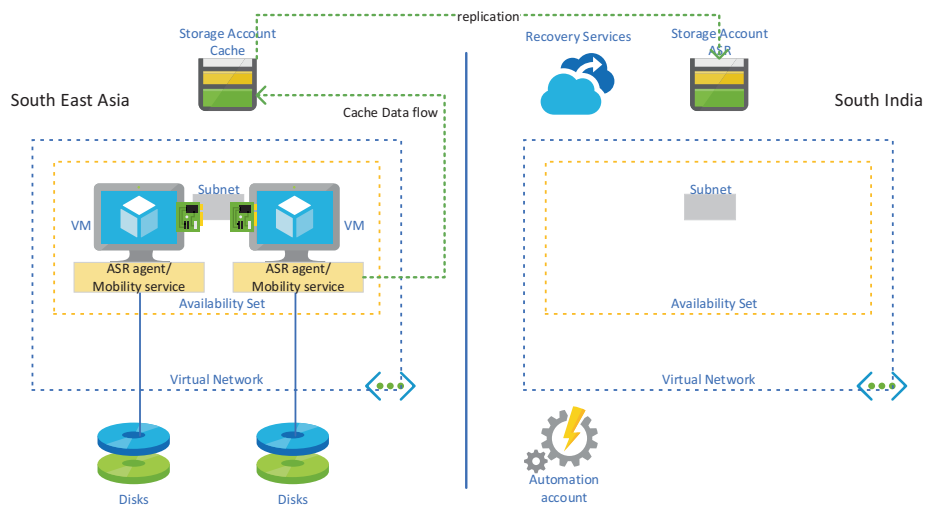 replication
Storage Account
Cache
Recovery Services
Storage Account
ASR
South East Asia
South India
Cache Data flow
Subnet
Subnet
VM
VM
ASR agent/
Mobility service
ASR agent/
Mobility service
Availability Set
Availability Set
Virtual Network
Virtual Network
Disks
Disks
Automation
account